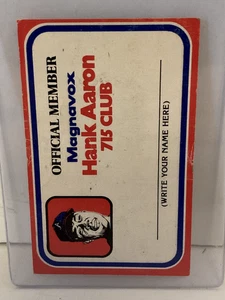 OFFICIAL MEMBER
Magnavox
Hank Aaron
715 CLUB
(WRITE YOUR NAME HERE)